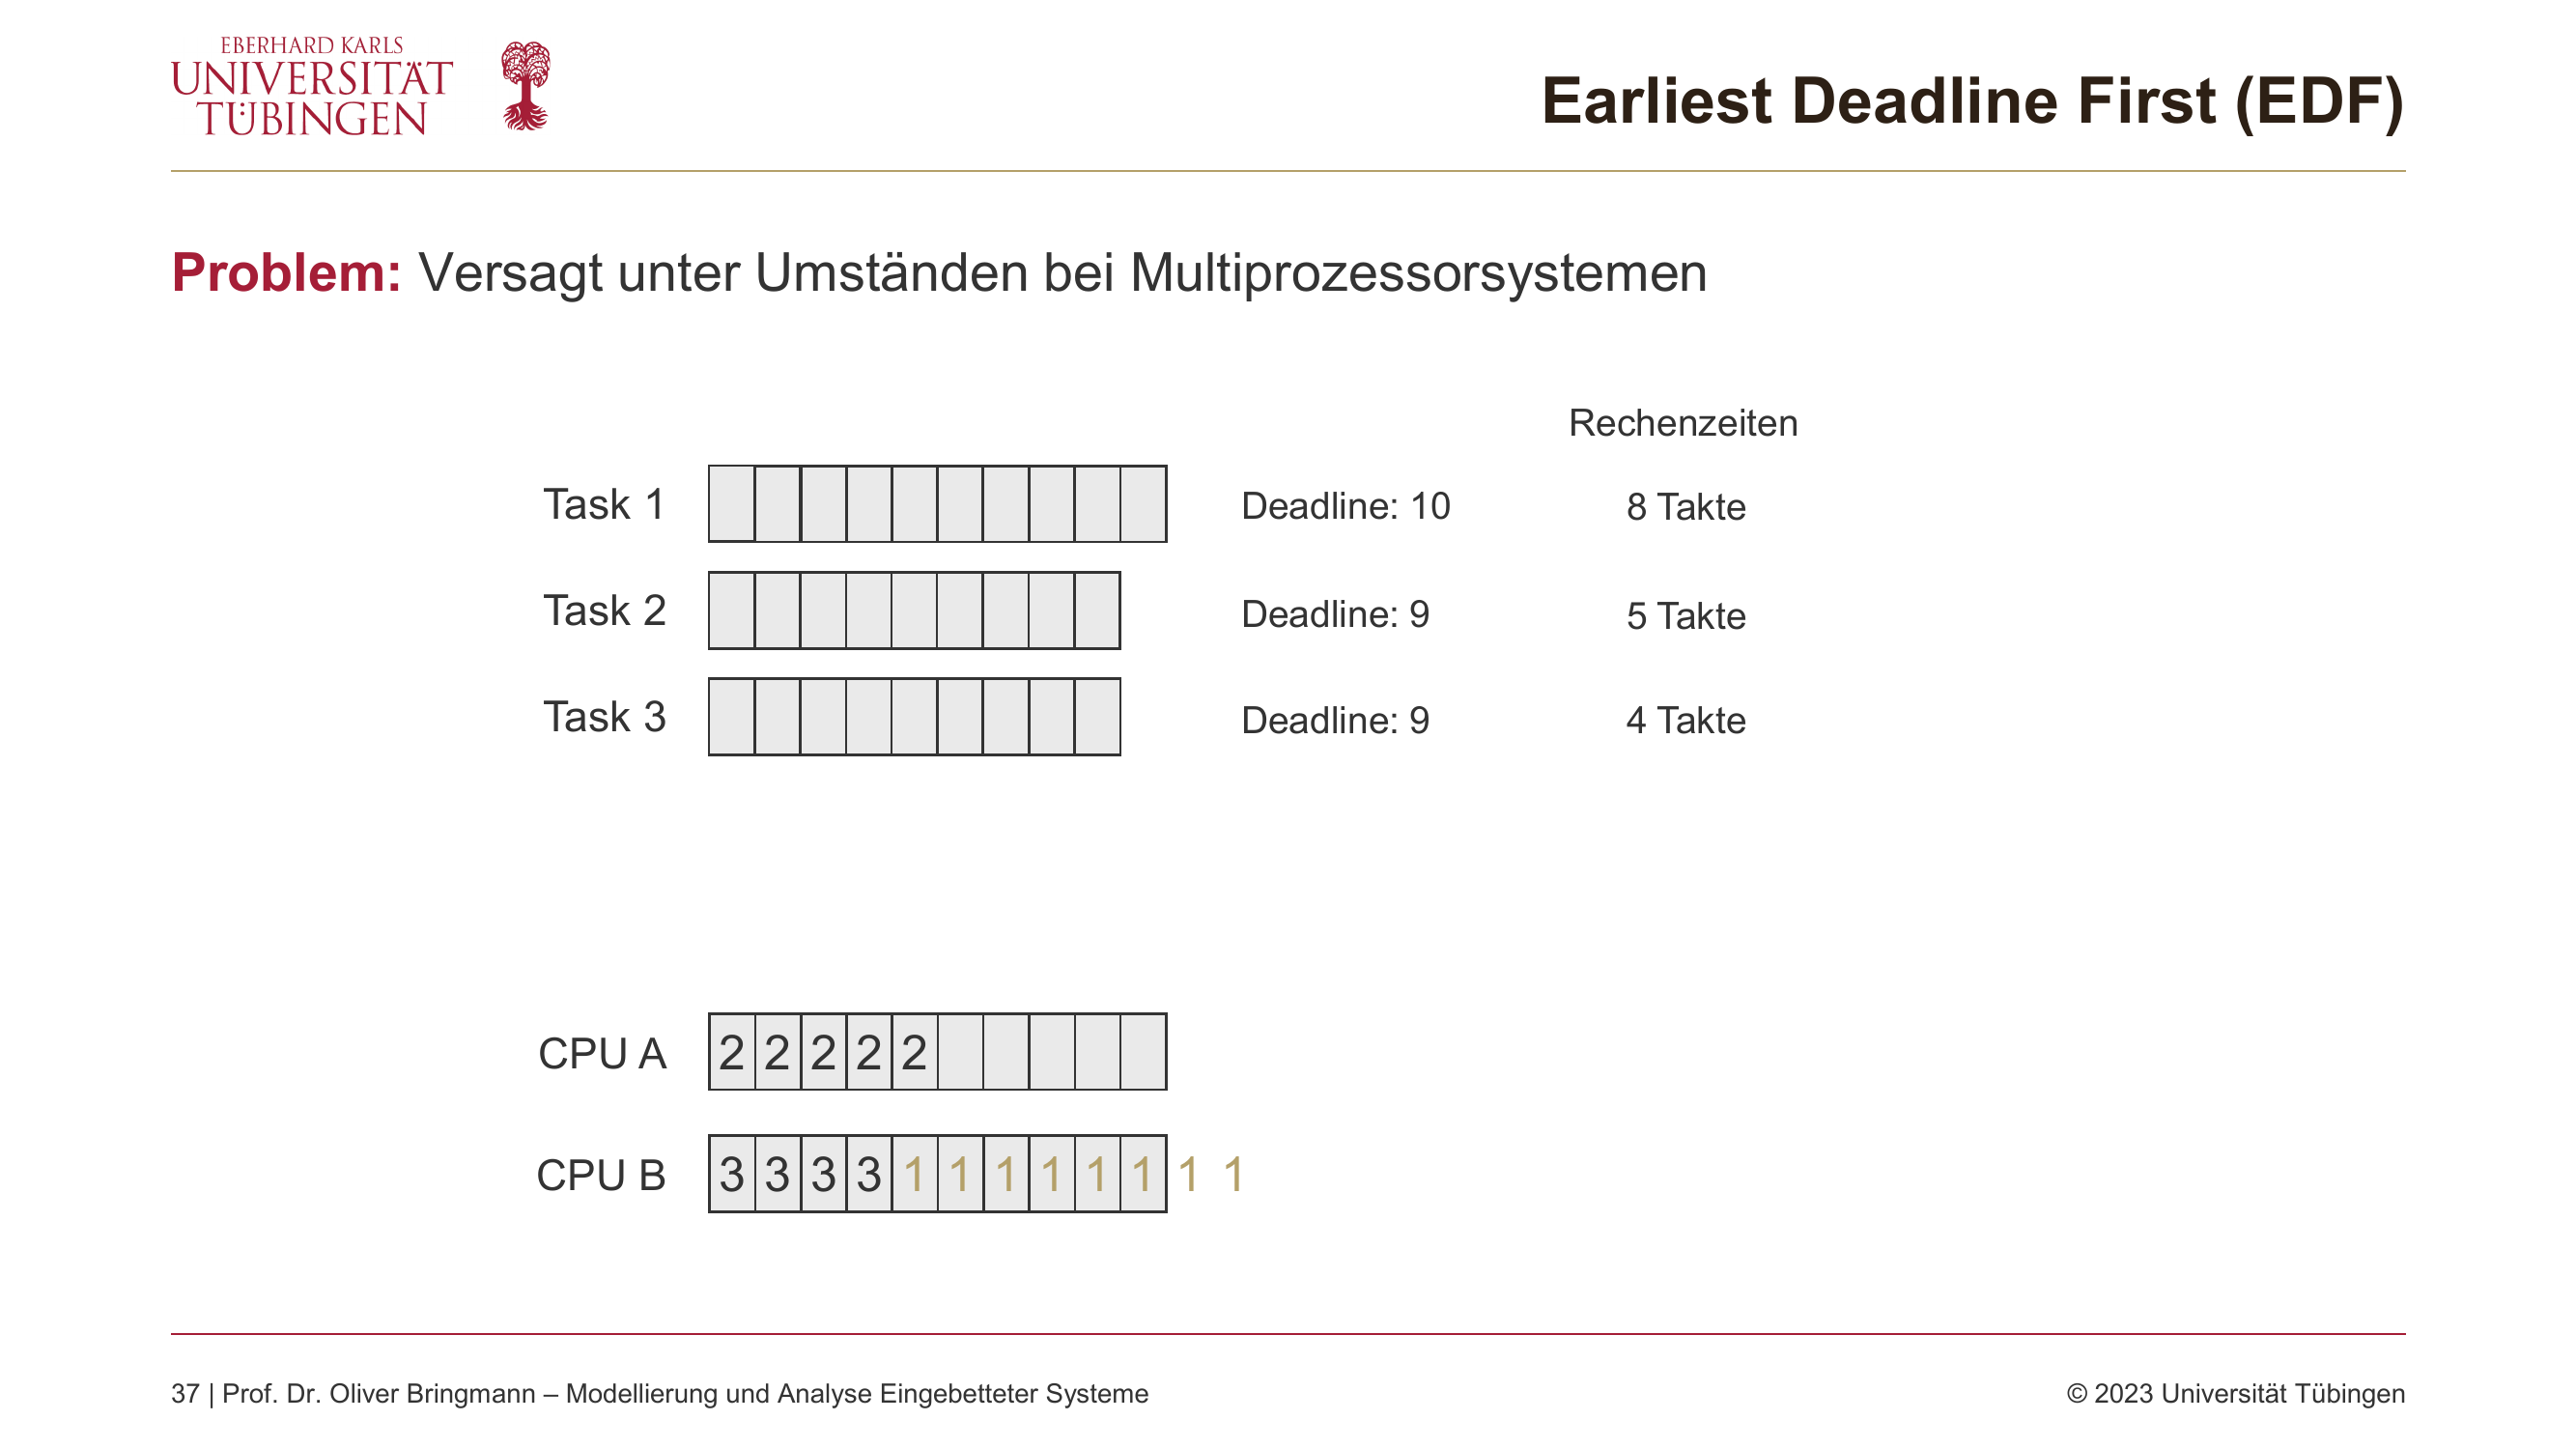 EBERHARD KARLS
UNIVERSITÄT
TÜBINGEN
Earliest Deadline First (EDF)
Problem: Versagt unter Umständen bei Multiprozessorsystemen
Rechenzeiten
Task 1 Deadline: 10 8 Takte
Task 2 Deadline: 9 5 Takte
Task 3 Deadline: 9 4 Takte
CPU A 2 2 2 2 2
CPU B 3 3 3 3 1 1 1 1 1 1 1 1
37 | Prof. Dr. Oliver Bringmann – Modellierung und Analyse Eingebetteter Systeme © 2023 Universität Tübingen